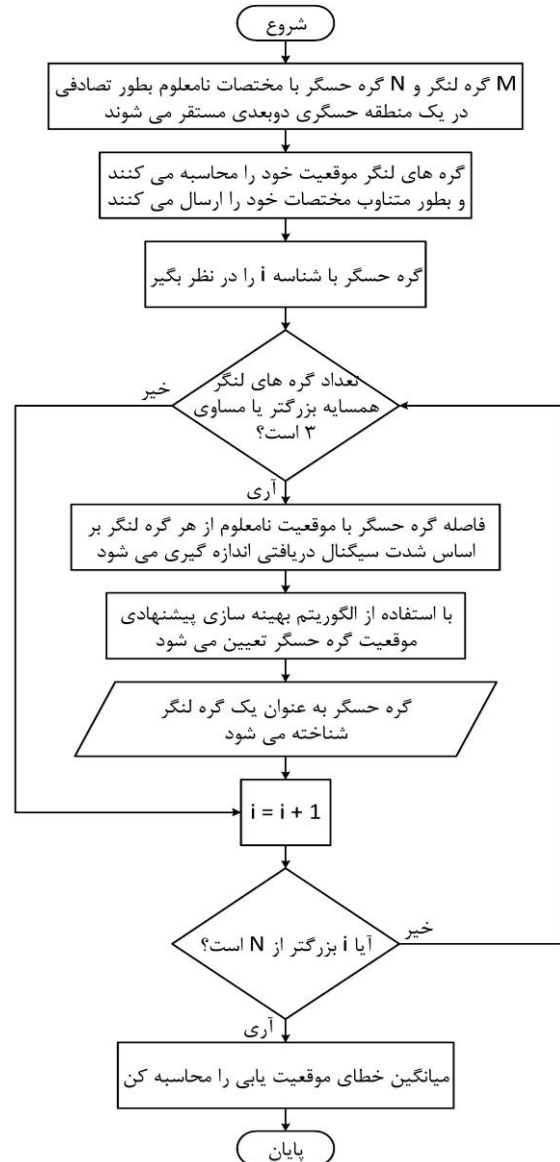 شروع
M گره لنگر و N گره حسگر با مختصات نامعلوم بطور تصادفی
در یک منطقه حسگری دوبعدی مستقر می شوند
گره های لنگر موقعیت خود را محاسبه می کنند
و بطور متناوب مختصات خود را ارسال می کنند
گره حسگر با شناسه i را در نظر بگیر
تعداد گره های لنگر
همسایه بزرگتر یا مساوی
۳ است؟
خیر
آری
فاصله گره حسگر با موقعیت نامعلوم از هر گره لنگر بر
اساس شدت سیگنال دریافتی اندازه گیری می شود
با استفاده از الگوریتم بهینه سازی پیشنهادی
موقعیت گره حسگر تعیین می شود
گره حسگر به عنوان یک گره لنگر
شناخته می شود
i = i + 1
آیا i بزرگتر از N است؟
خیر
آری
میانگین خطای موقعیت یابی را محاسبه کن
پایان